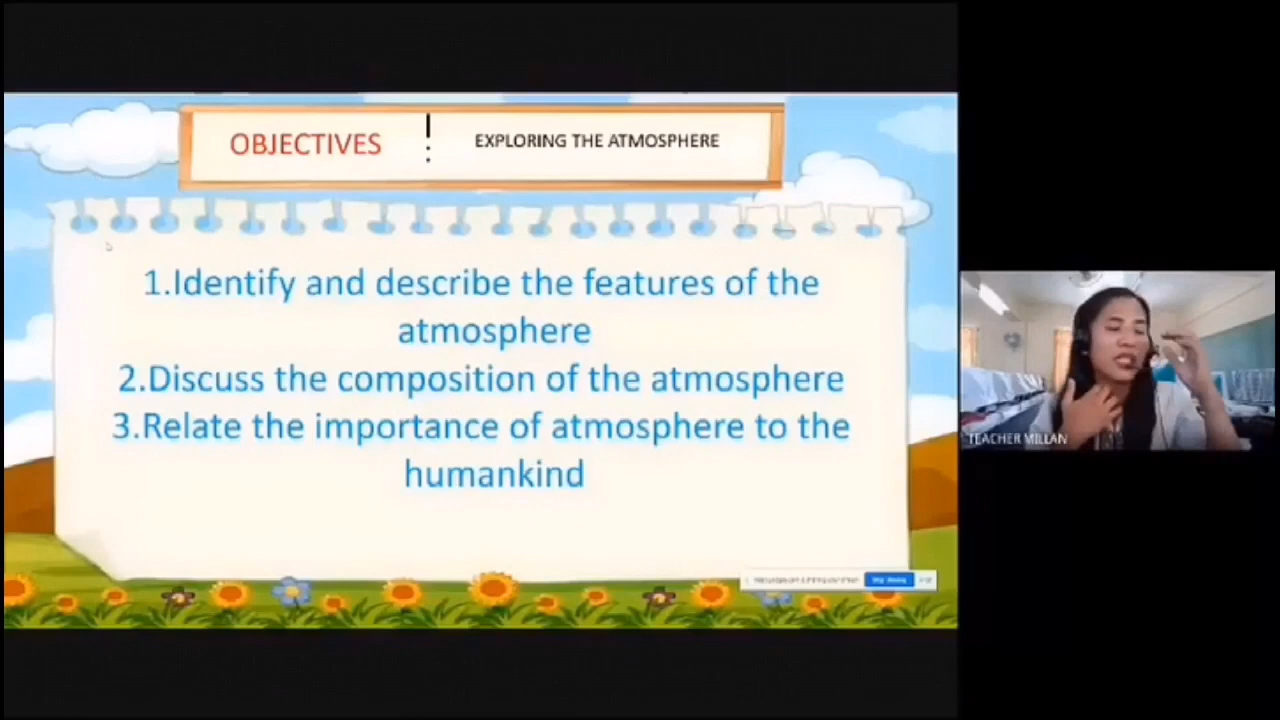 OBJECTIVES
EXPLORING THE ATMOSPHERE
1.Identify and describe the features of the
atmosphere
2.Discuss the composition of the atmosphere
3.Relate the importance of atmosphere to the
humankind
TEACHER MILLAN